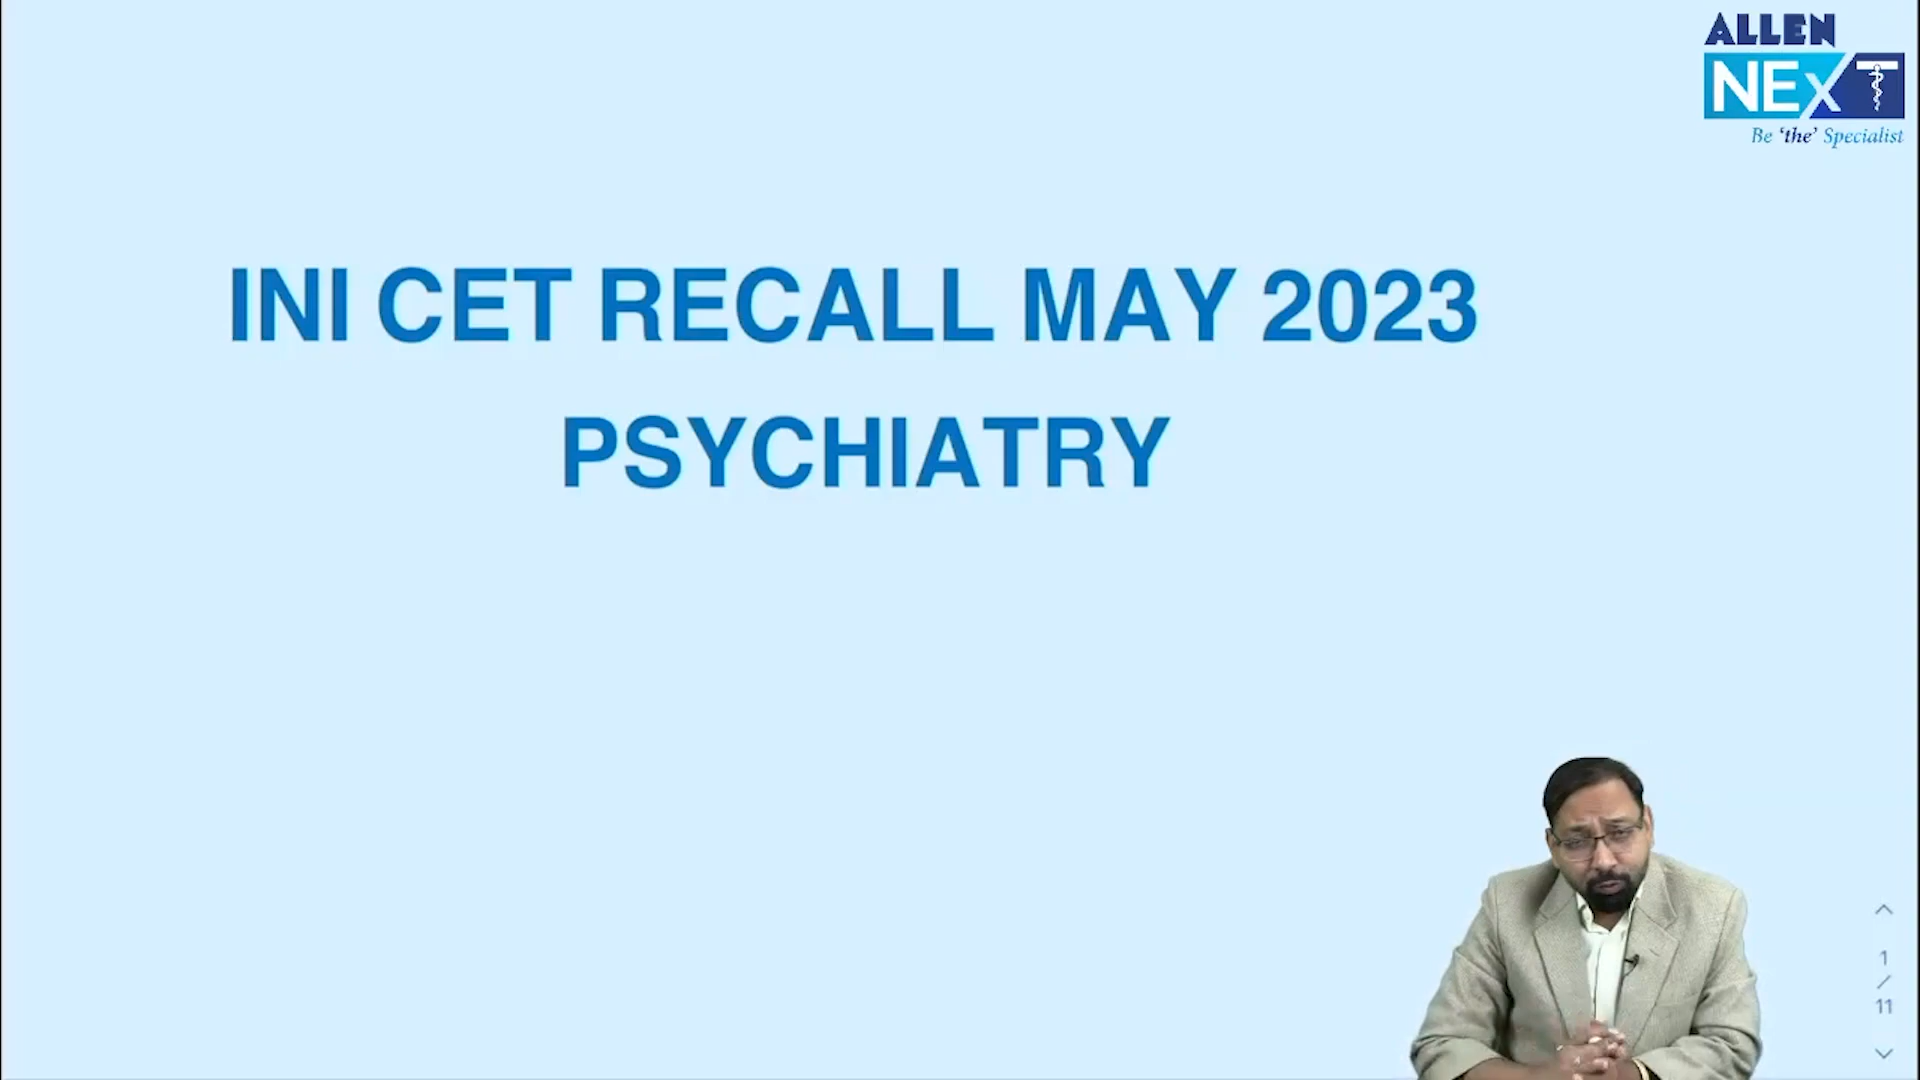 ALLEN
NEXT
Be 'the' Specialist
INI CET RECALL MAY 2023
PSYCHIATRY
1
/
11